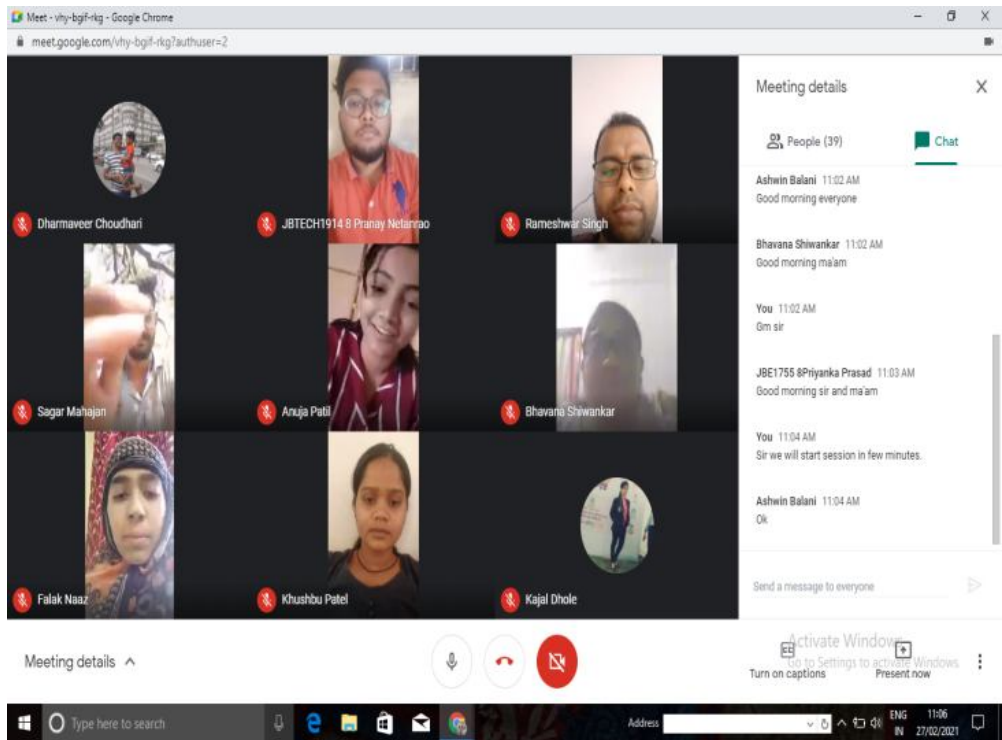 Meet - vhy-bgif-rkg - Google Chrome
meet.google.com/vhy-bgif-rkg?authuser=2
Dharmaveer Choudhari
JBTECH1914 8 Pranay Netanrao
Rameshwar Singh
Sagar Mahajan
Anuja Patil
Bhavana Shiwankar
Falak Naaz
Khushbu Patel
Kajal Dhole
Meeting details
People (39)
Chat
Ashwin Balani 11:02 AM
Good morning everyone
Bhavana Shiwankar 11:02 AM
Good morning ma'am
You 11:02 AM
Gm sir
JBE1755 8Priyanka Prasad 11:03 AM
Good morning sir and ma'am
You 11:04 AM
Sir we will start session in few minutes.
Ashwin Balani 11:04 AM
Ok
Send a message to everyone
Meeting details
Activate Windows
Go to Settings to activate Windows.
Turn on captions
Present now
Type here to search
Address
ENG
IN
11:06
27/02/2021